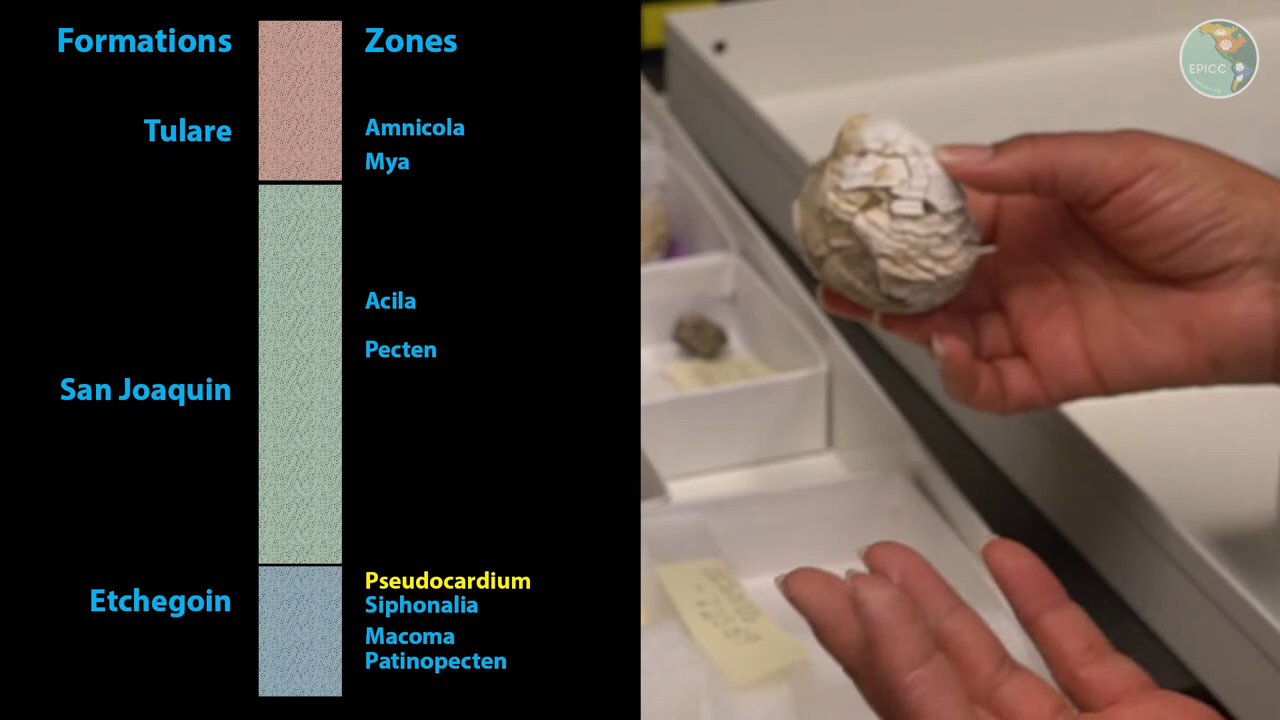 Formations
Zones
Tulare
Amnicola
Mya
Acila
Pecten
San Joaquin
Pseudocardium
Etchegoin
Siphonalia
Macoma
Patinopecten
EPICC